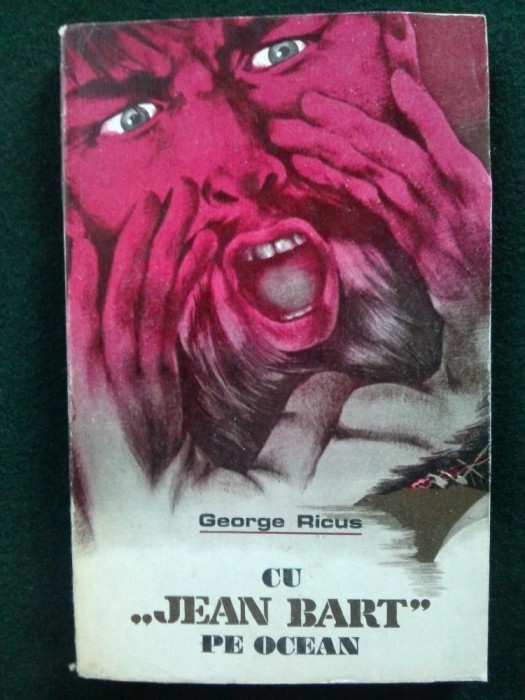 George Ricus
CU
„JEAN BART”
PE OCEAN